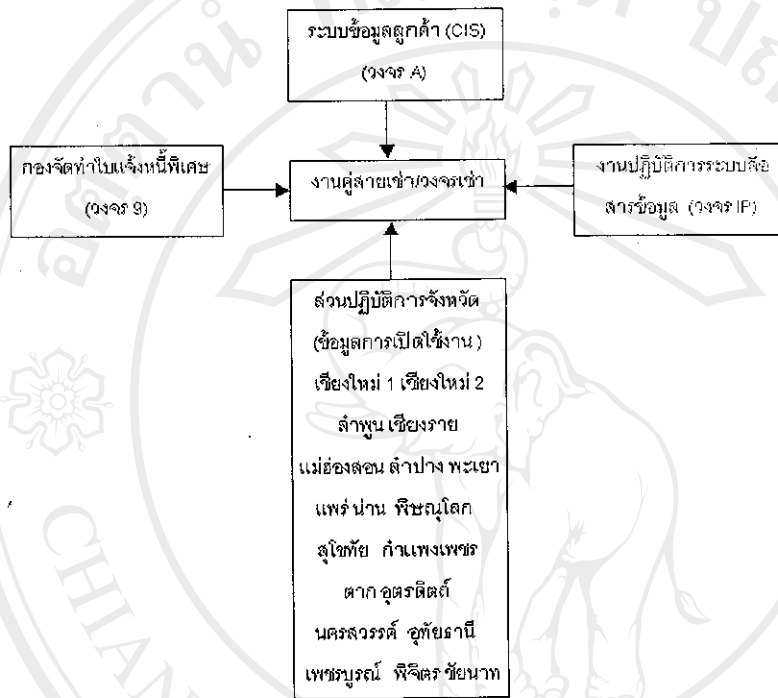 ระบบข้อมูลลูกค้า (CIS)
(วงจร A)
กองจัดทำใบแจ้งหนี้พิเศษ
(วงจร 9)
งานคู่สายเช่า/วงจรเช่า
งานปฏิบัติการระบบสื่อ
สารข้อมูล (วงจร IP)
ส่วนปฏิบัติการจังหวัด
(ข้อมูลการเปิดใช้งาน)
เชียงใหม่ 1 เชียงใหม่ 2
ลำพูน เชียงราย
แม่ฮ่องสอน ลำปาง พะเยา
แพร่ น่าน พิษณุโลก
สุโขทัย กำแพงเพชร
ตาก อุตรดิตถ์
นครสวรรค์ อุทัยธานี
เพชรบูรณ์ พิจิตร ชัยนาท
CHIAN